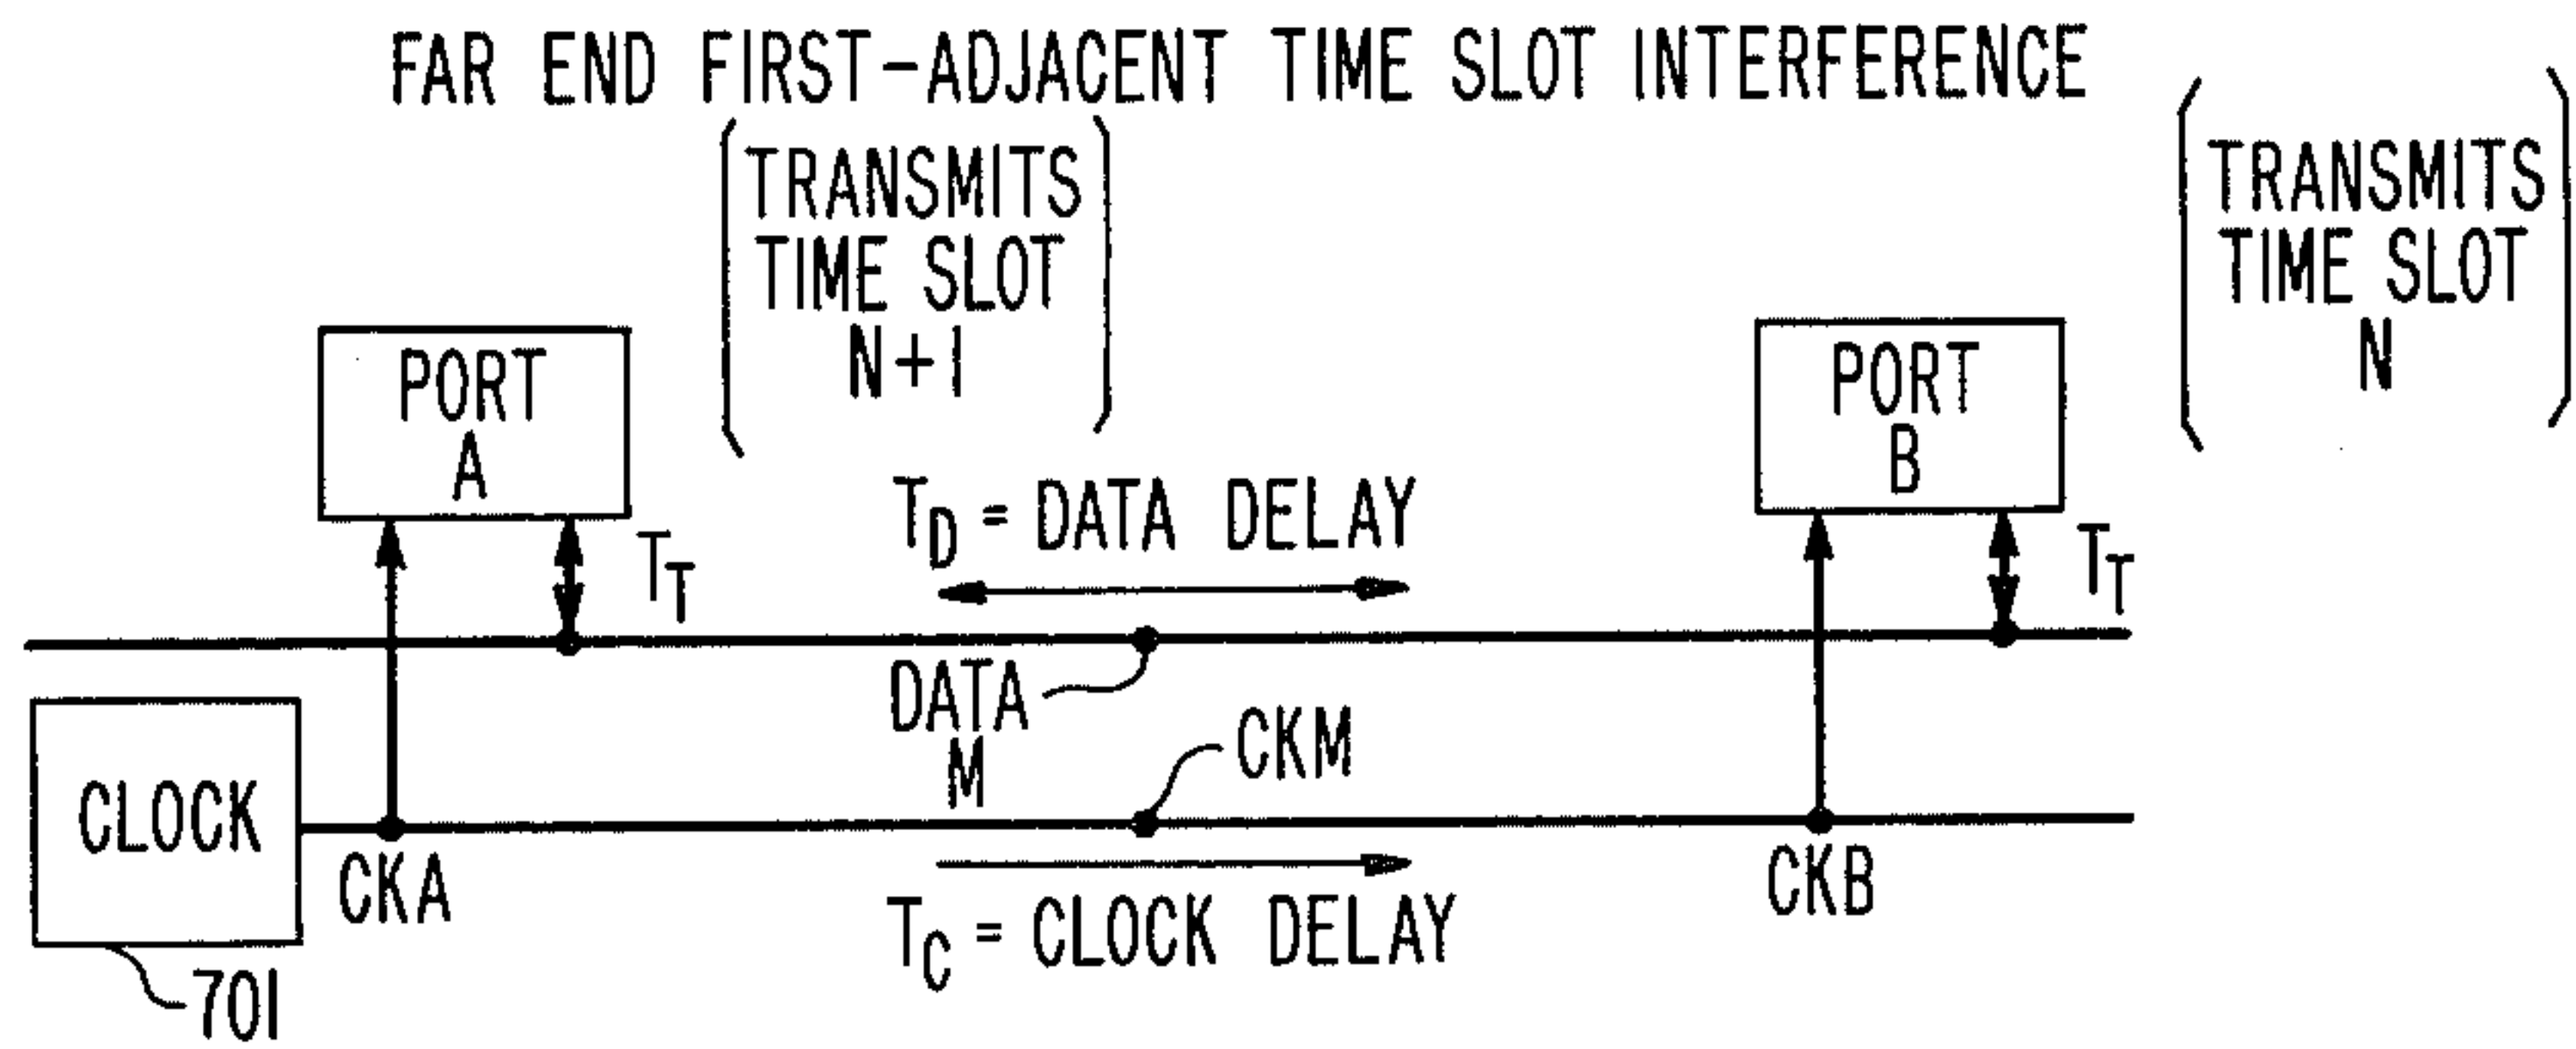 FAR END FIRST-ADJACENT TIME SLOT INTERFERENCE
TRANSMITS
TIME SLOT
N+1
TRANSMITS
TIME SLOT
N
PORT
A
PORT
B
T_T
T_D = DATA DELAY
T_T
DATA
M
CKM
CLOCK
CKA
CKB
T_C = CLOCK DELAY
701